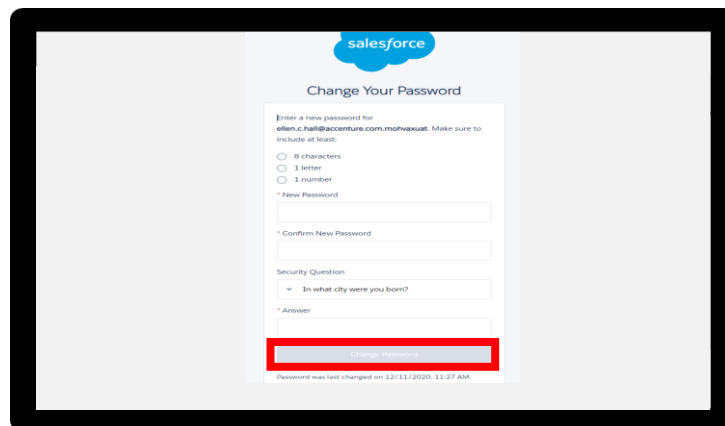 salesforce
Change Your Password
Enter a new password for
ellen.c.hall@accenture.com.mohvaxuat. Make sure to
include at least:
8 characters
1 letter
1 number
* New Password
* Confirm New Password
Security Question
In what city were you born?
* Answer
Change Password
Password was last changed on 12/11/2020, 11:27 AM.